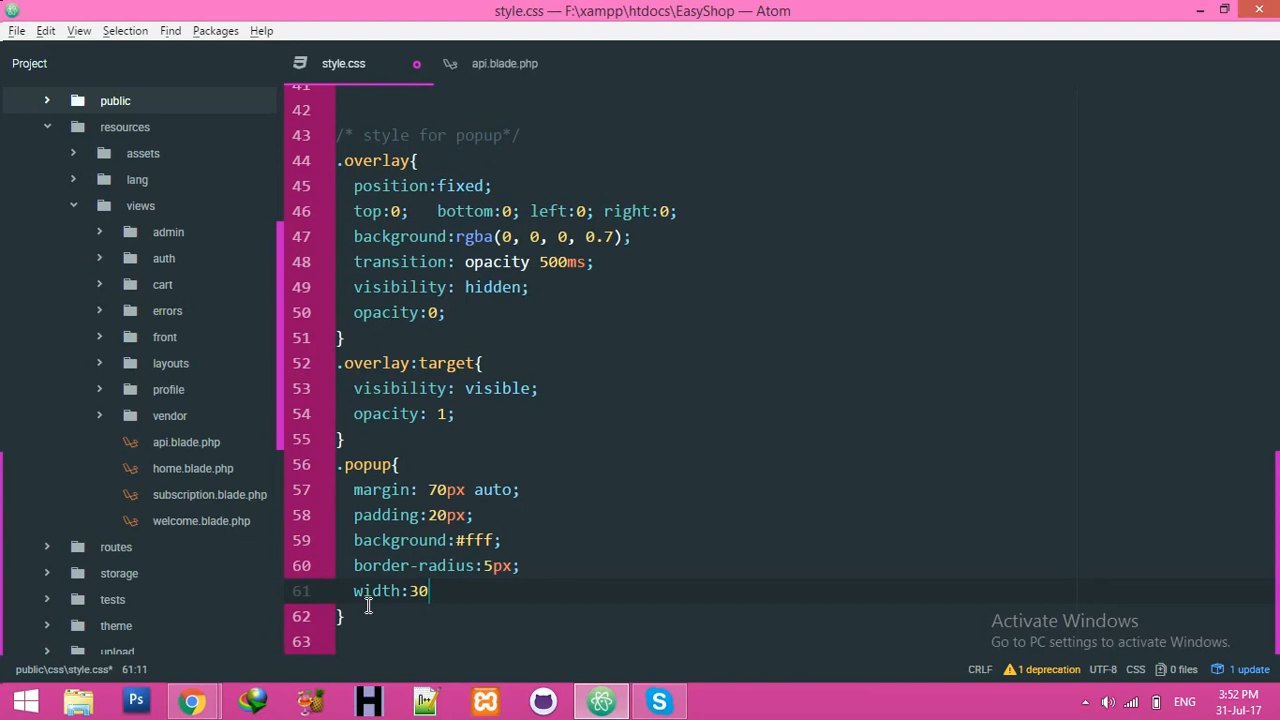 style.css — F:\xampp\htdocs\EasyShop — Atom
File Edit View Selection Find Packages Help
Project
style.css
api.blade.php
public
resources
assets
lang
views
admin
auth
cart
errors
front
layouts
profile
vendor
api.blade.php
home.blade.php
subscription.blade.php
welcome.blade.php
routes
storage
tests
theme
upload
41
42
43 /* style for popup*/
44 .overlay{
45 position:fixed;
46 top:0; bottom:0; left:0; right:0;
47 background:rgba(0, 0, 0, 0.7);
48 transition: opacity 500ms;
49 visibility: hidden;
50 opacity:0;
51 }
52 .overlay:target{
53 visibility: visible;
54 opacity: 1;
55 }
56 .popup{
57 margin: 70px auto;
58 padding:20px;
59 background:#fff;
60 border-radius:5px;
61 width:30
62 }
63
Activate Windows
Go to PC settings to activate Windows.
public\css\style.css* 61:11
CRLF 1 deprecation UTF-8 CSS 0 files 1 update
Ps
H
N++
S
ENG
3:52 PM
31-Jul-17